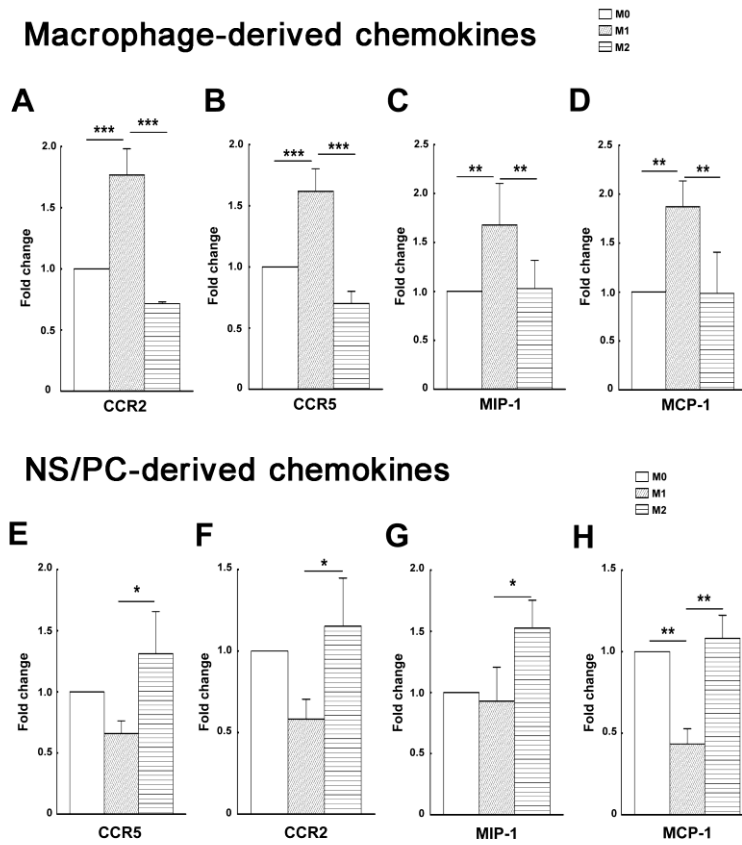 Macrophage-derived chemokines
M0
M1
M2
A
B
C
D
*** ***
*** ***
** **
** **
Fold change
2.0
1.5
1.0
0.5
0
CCR2
Fold change
2.0
1.5
1.0
0.5
0
CCR5
Fold change
2.5
2.0
1.5
1.0
0.5
0
MIP-1
Fold change
2.5
2.0
1.5
1.0
0.5
0
MCP-1
NS/PC-derived chemokines
M0
M1
M2
E
F
G
H
*
*
*
** **
Fold change
2.0
1.5
1.0
0.5
0
CCR5
Fold change
1.5
1.0
0.5
0
CCR2
Fold change
2.0
1.5
1.0
0.5
0
MIP-1
Fold change
1.5
1.0
0.5
0
MCP-1